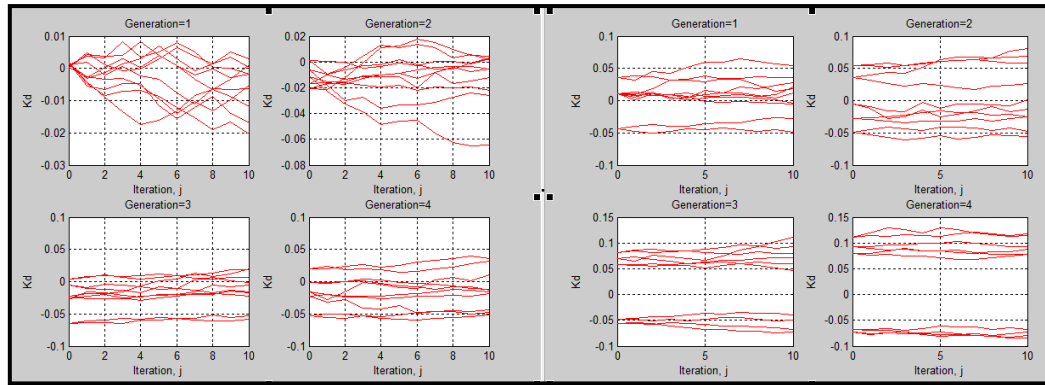 Generation=1
0.01
0
-0.01
-0.02
-0.03
Kd
0 2 4 6 8 10
Iteration, j
Generation=2
0.02
0
-0.02
-0.04
-0.06
-0.08
Kd
0 2 4 6 8 10
Iteration, j
Generation=1
0.1
0.05
0
-0.05
-0.1
Kd
0 5 10
Iteration, j
Generation=2
0.1
0.05
0
-0.05
-0.1
Kd
0 5 10
Iteration, j
Generation=3
0.1
0.05
0
-0.05
-0.1
Kd
0 2 4 6 8 10
Iteration, j
Generation=4
0.1
0.05
0
-0.05
-0.1
Kd
0 2 4 6 8 10
Iteration, j
Generation=3
0.15
0.1
0.05
0
-0.05
-0.1
Kd
0 5 10
Iteration, j
Generation=4
0.15
0.1
0.05
0
-0.05
-0.1
Kd
0 5 10
Iteration, j